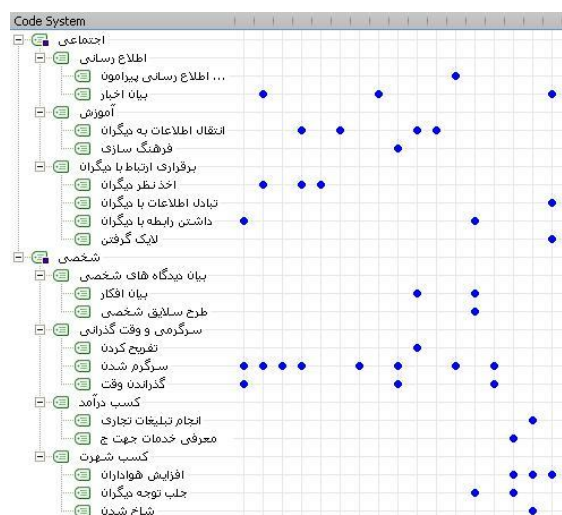 Code System
اجتماعی
اطلاع رسانی
اطلاع رسانی پیرامون ...
بیان اخبار
آموزش
انتقال اطلاعات به دیگران
فرهنگ سازی
برقراری ارتباط با دیگران
اخذ نظر دیگران
تبادل اطلاعات با دیگران
داشتن رابطه با دیگران
لایک گرفتن
شخصی
بیان دیدگاه های شخصی
بیان افکار
طرح سلایق شخصی
سرگرمی و وقت گذرانی
تفریح کردن
سرگرم شدن
گذراندن وقت
کسب درآمد
انجام تبلیغات تجاری
معرفی خدمات جهت ج
کسب شهرت
افزایش هواداران
جلب توجه دیگران
شاخ شدن